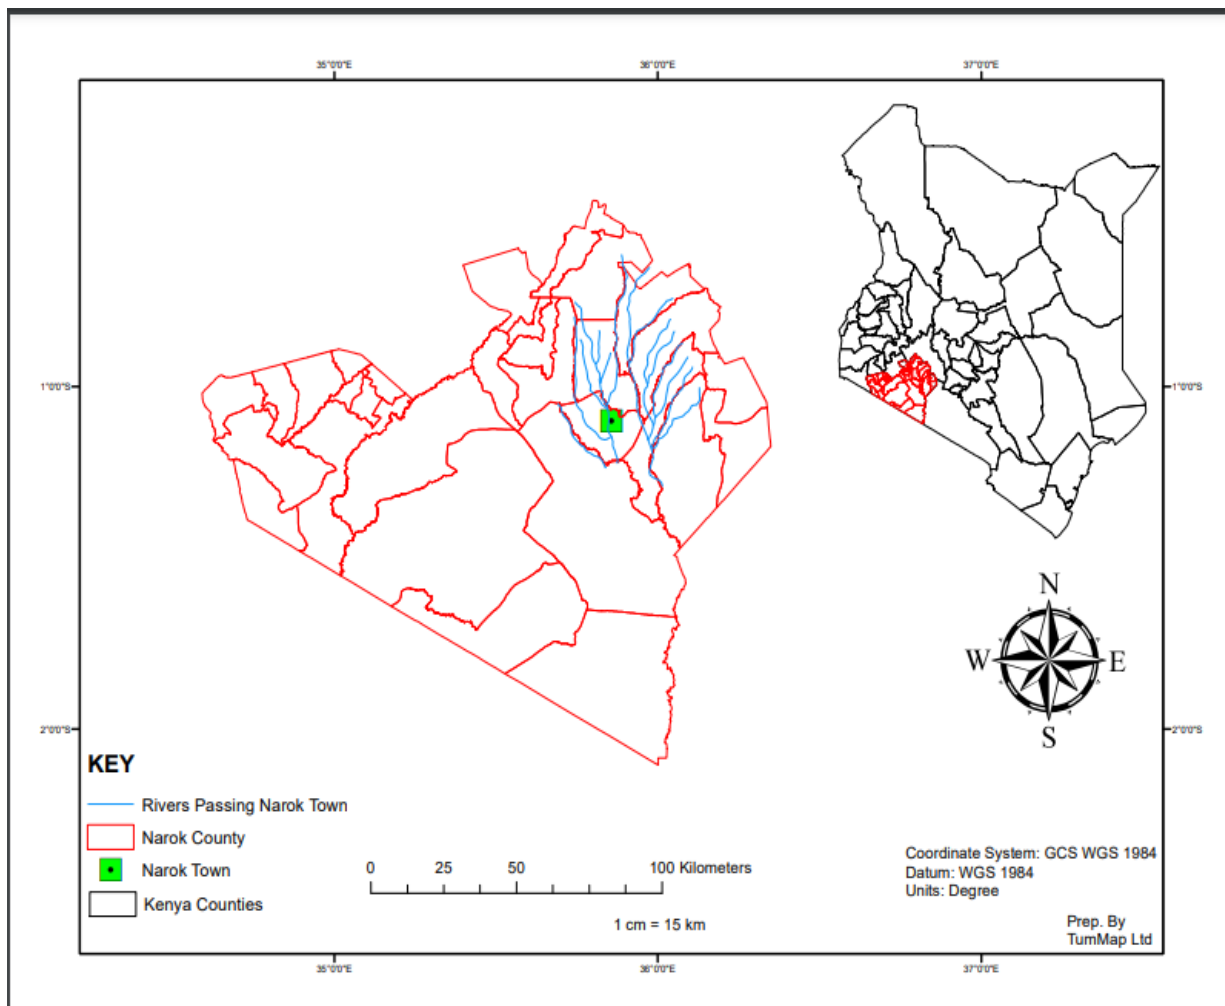 35°0'0"E 36°0'0"E 37°0'0"E
1°0'0"S 1°0'0"S
N
W E
S
2°0'0"S 2°0'0"S
KEY
Rivers Passing Narok Town
Narok County
Narok Town
Kenya Counties
0 25 50 100 Kilometers
1 cm = 15 km
Coordinate System: GCS WGS 1984
Datum: WGS 1984
Units: Degree
Prep. By
TumMap Ltd
35°0'0"E 36°0'0"E 37°0'0"E